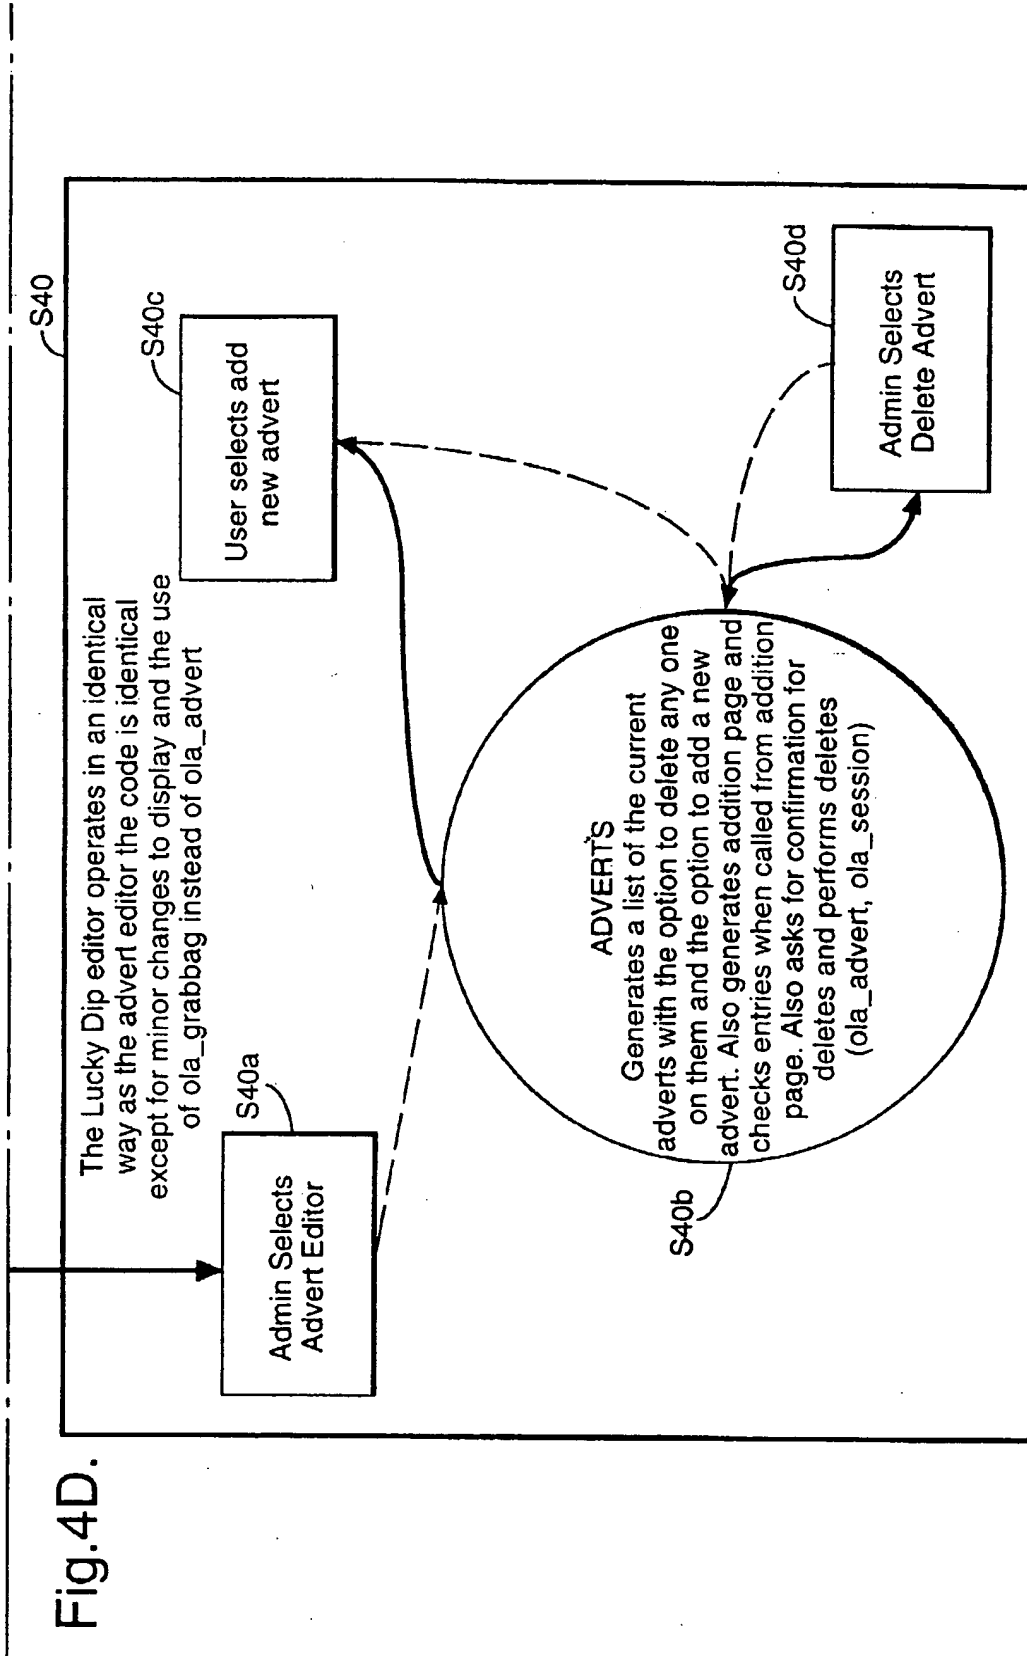 Fig.4D.
S40
The Lucky Dip editor operates in an identical
way as the advert editor the code is identical
except for minor changes to display and the use
of ola_grabbag instead of ola_advert
S40a
Admin Selects
Advert Editor
S40c
User selects add
new advert
S40b
ADVERTS
Generates a list of the current
adverts with the option to delete any one
on them and the option to add a new
advert. Also generates addition page and
checks entries when called from addition
page. Also asks for confirmation for
deletes and performs deletes
(ola_advert, ola_session)
S40d
Admin Selects
Delete Advert